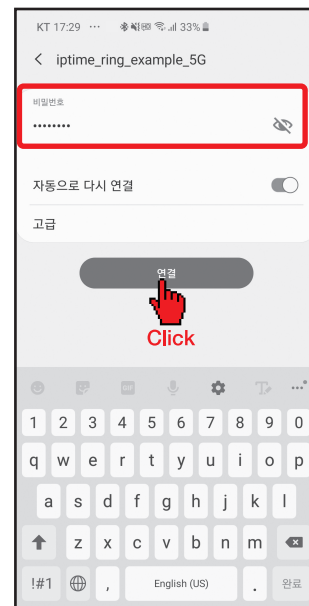 KT 17:29 ··· 33%
iptime_ring_example_5G
비밀번호
••••••••
자동으로 다시 연결
고급
연결
Click
GIF
1 2 3 4 5 6 7 8 9 0
q w e r t y u i o p
a s d f g h j k l
z x c v b n m
!#1 , English (US) . 완료